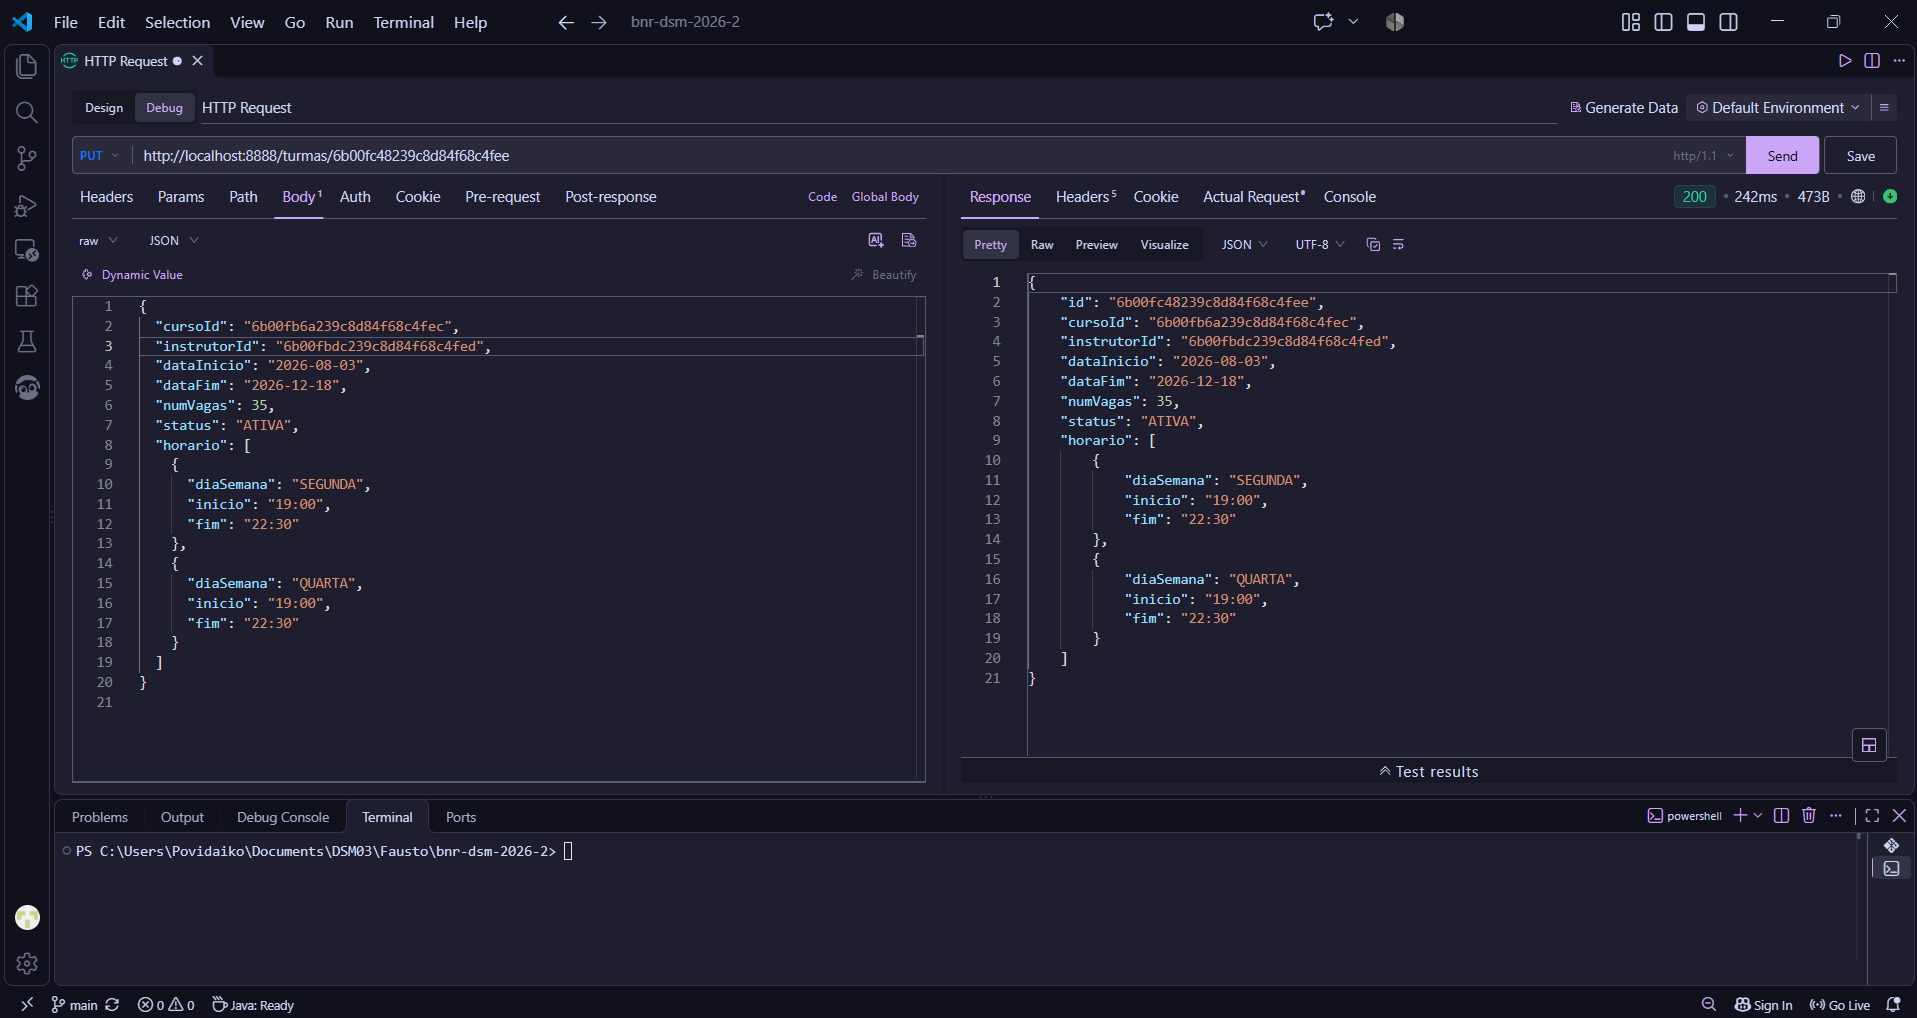 File Edit Selection View Go Run Terminal Help bnr-dsm-2026-2
HTTP Request
Design Debug HTTP Request Generate Data Default Environment
PUT http://localhost:8888/turmas/6b00fc48239c8d84f68c4fee http/1.1 Send Save
Headers Params Path Body 1 Auth Cookie Pre-request Post-response Code Global Body
raw JSON
Dynamic Value Beautify
1 {
2 "cursoId": "6b00fb6a239c8d84f68c4fec",
3 "instrutorId": "6b00fbdc239c8d84f68c4fed",
4 "dataInicio": "2026-08-03",
5 "dataFim": "2026-12-18",
6 "numVagas": 35,
7 "status": "ATIVA",
8 "horario": [
9 {
10 "diaSemana": "SEGUNDA",
11 "inicio": "19:00",
12 "fim": "22:30"
13 },
14 {
15 "diaSemana": "QUARTA",
16 "inicio": "19:00",
17 "fim": "22:30"
18 }
19 ]
20 }
21
Response Headers 5 Cookie Actual Request Console 200 242ms 473B
Pretty Raw Preview Visualize JSON UTF-8
1 {
2 "id": "6b00fc48239c8d84f68c4fee",
3 "cursoId": "6b00fb6a239c8d84f68c4fec",
4 "instrutorId": "6b00fbdc239c8d84f68c4fed",
5 "dataInicio": "2026-08-03",
6 "dataFim": "2026-12-18",
7 "numVagas": 35,
8 "status": "ATIVA",
9 "horario": [
10 {
11 "diaSemana": "SEGUNDA",
12 "inicio": "19:00",
13 "fim": "22:30"
14 },
15 {
16 "diaSemana": "QUARTA",
17 "inicio": "19:00",
18 "fim": "22:30"
19 }
20 ]
21 }
Test results
Problems Output Debug Console Terminal Ports powershell
PS C:\Users\Povidaiko\Documents\DSM03\Fausto\bnr-dsm-2026-2>
main 0 0 Java: Ready Sign In Go Live